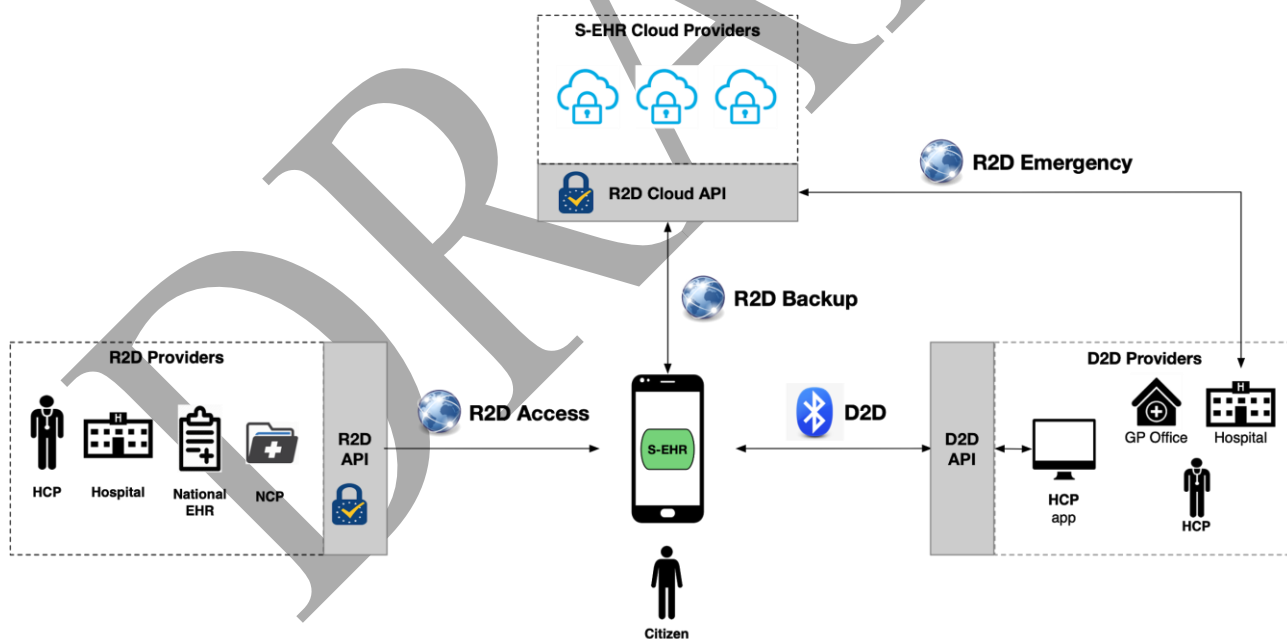 DRA
S-EHR Cloud Providers
R2D Cloud API
R2D Emergency
R2D Backup
R2D Providers
HCP
Hospital
National
EHR
NCP
R2D
API
R2D Access
S-EHR
Citizen
D2D
D2D
API
D2D Providers
GP Office
H
Hospital
HCP
app
HCP
H